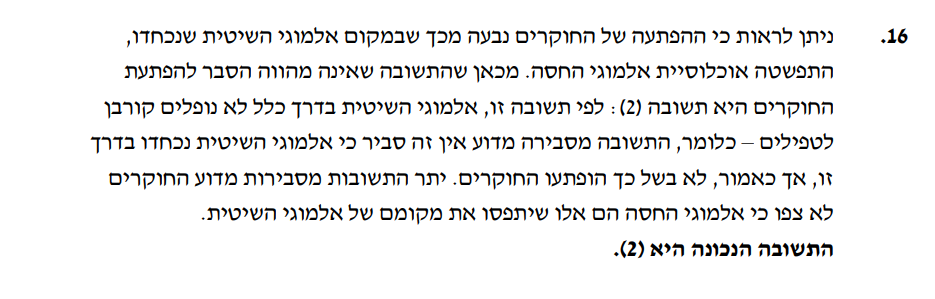 16. ניתן לראות כי ההפתעה של החוקרים נבעה מכך שבמקום אלמוגי השיטית שנכחדו,
התפשטה אוכלוסיית אלמוגי החסה. מכאן שהתשובה שאינה מהווה הסבר להפתעת
החוקרים היא תשובה (2): לפי תשובה זו, אלמוגי השיטית בדרך כלל לא נופלים קורבן
לטפילים – כלומר, התשובה מסבירה מדוע אין זה סביר כי אלמוגי השיטית נכחדו בדרך
זו, אך כאמור, לא בשל כך הופתעו החוקרים. יתר התשובות מסבירות מדוע החוקרים
לא צפו כי אלמוגי החסה הם אלו שיתפסו את מקומם של אלמוגי השיטית.
התשובה הנכונה היא (2).